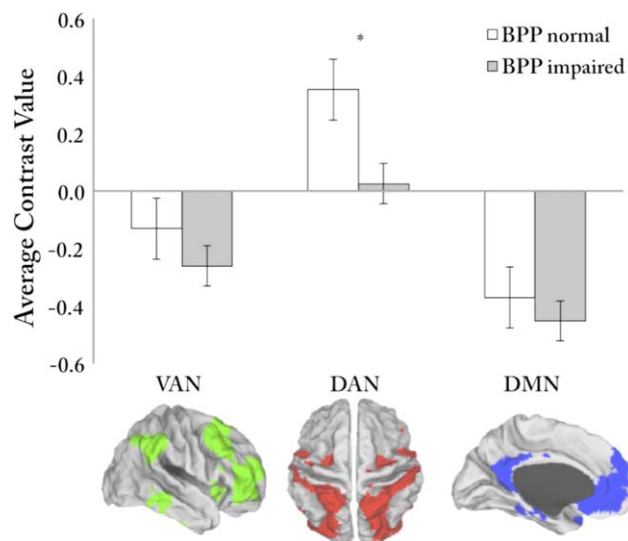 0.6
0.4
0.2
0.0
-0.2
-0.4
-0.6
Average Contrast Value
*
BPP normal
BPP impaired
VAN
DAN
DMN